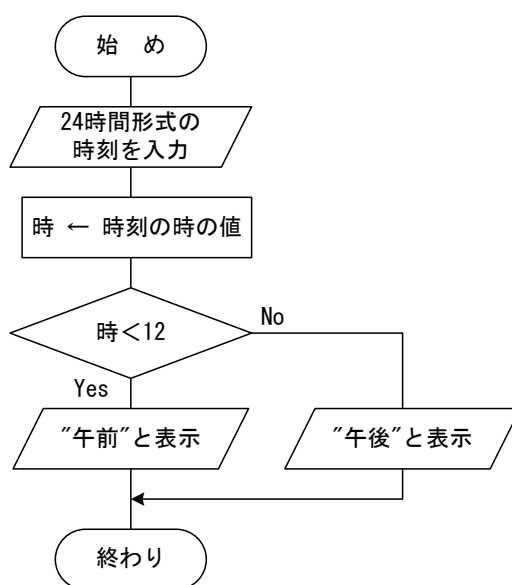 始　め
24時間形式の
時刻を入力
時 ← 時刻の時の値
時＜12
No
Yes
″午前″と表示
″午後″と表示
終わり